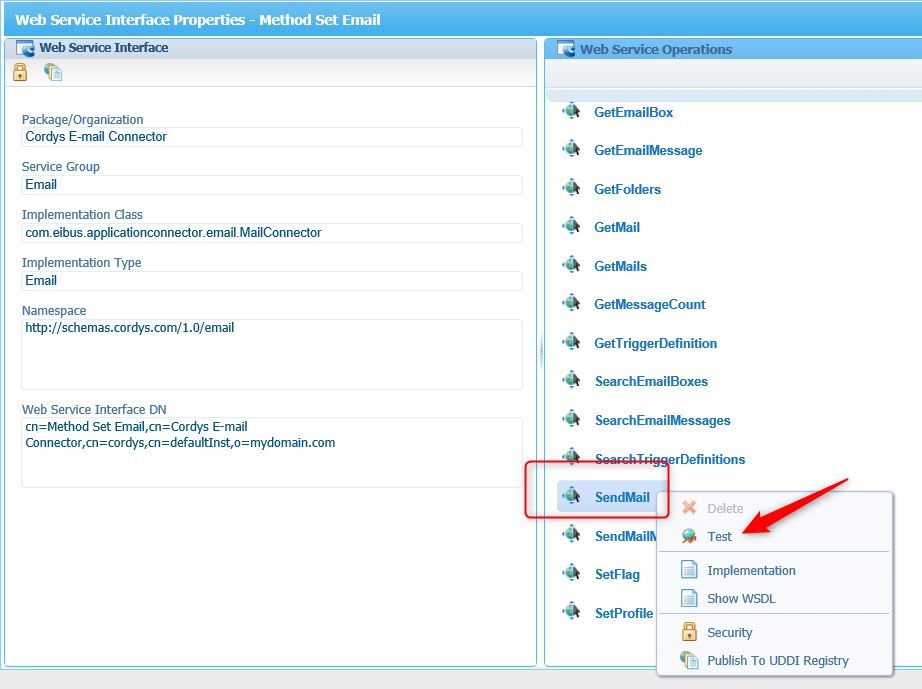 Web Service Interface Properties - Method Set Email
Web Service Interface
Package/Organization
Cordys E-mail Connector
Service Group
Email
Implementation Class
com.eibus.applicationconnector.email.MailConnector
Implementation Type
Email
Namespace
http://schemas.cordys.com/1.0/email
Web Service Interface DN
cn=Method Set Email,cn=Cordys E-mail
Connector,cn=cordys,cn=defaultInst,o=mydomain.com
Web Service Operations
GetEmailBox
GetEmailMessage
GetFolders
GetMail
GetMails
GetMessageCount
GetTriggerDefinition
SearchEmailBoxes
SearchEmailMessages
SearchTriggerDefinitions
SendMail
SendMailM
SetFlag
SetProfile
Delete
Test
Implementation
Show WSDL
Security
Publish To UDDI Registry